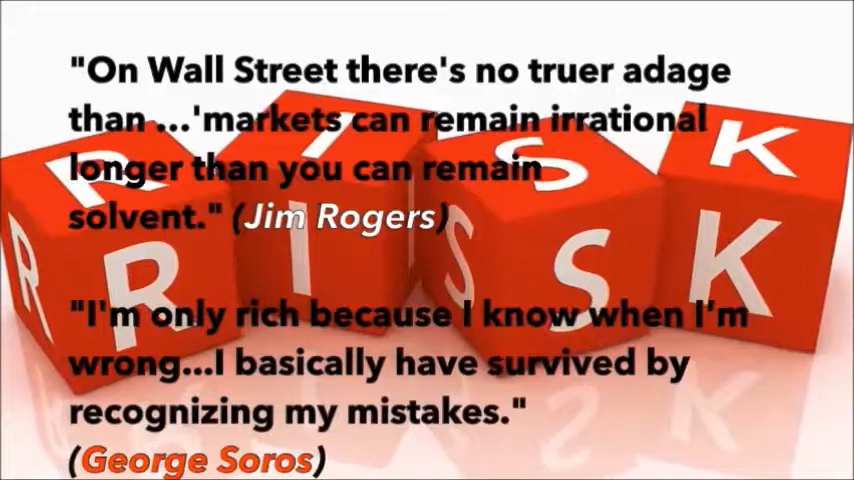 "On Wall Street there's no truer adage
than ...'markets can remain irrational
longer than you can remain
solvent." (Jim Rogers)
"I'm only rich because I know when I'm
wrong...I basically have survived by
recognizing my mistakes."
(George Soros)
R I S K
R R I S S K